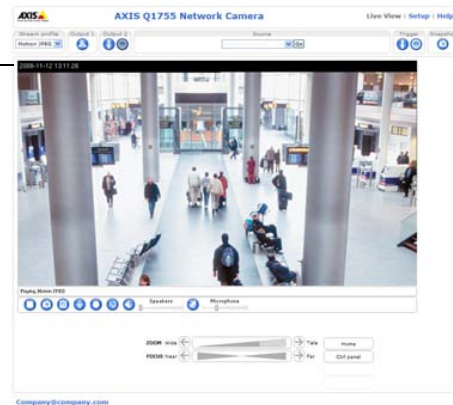 AXIS
AXIS Q1755 Network Camera
Live View | Setup | Help
Stream profile
Output 1
Output 2
Source
Trigger
Snapshot
Motion JPEG
Go
2008-11-12 13:11:28
Playing Motion JPEG
Speakers
Microphone
ZOOM Wide
Tele
Home
FOCUS Near
Far
Ctrl panel
Company@company.com